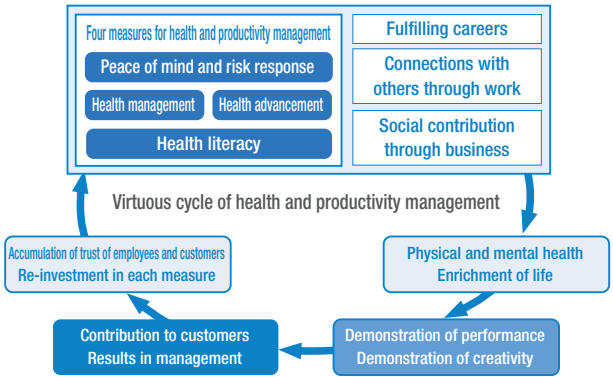 Four measures for health and productivity management
Peace of mind and risk response
Health management
Health advancement
Health literacy
Fulfilling careers
Connections with
others through work
Social contribution
through business
Virtuous cycle of health and productivity management
Physical and mental health
Enrichment of life
Demonstration of performance
Demonstration of creativity
Contribution to customers
Results in management
Accumulation of trust of employees and customers
Re-investment in each measure